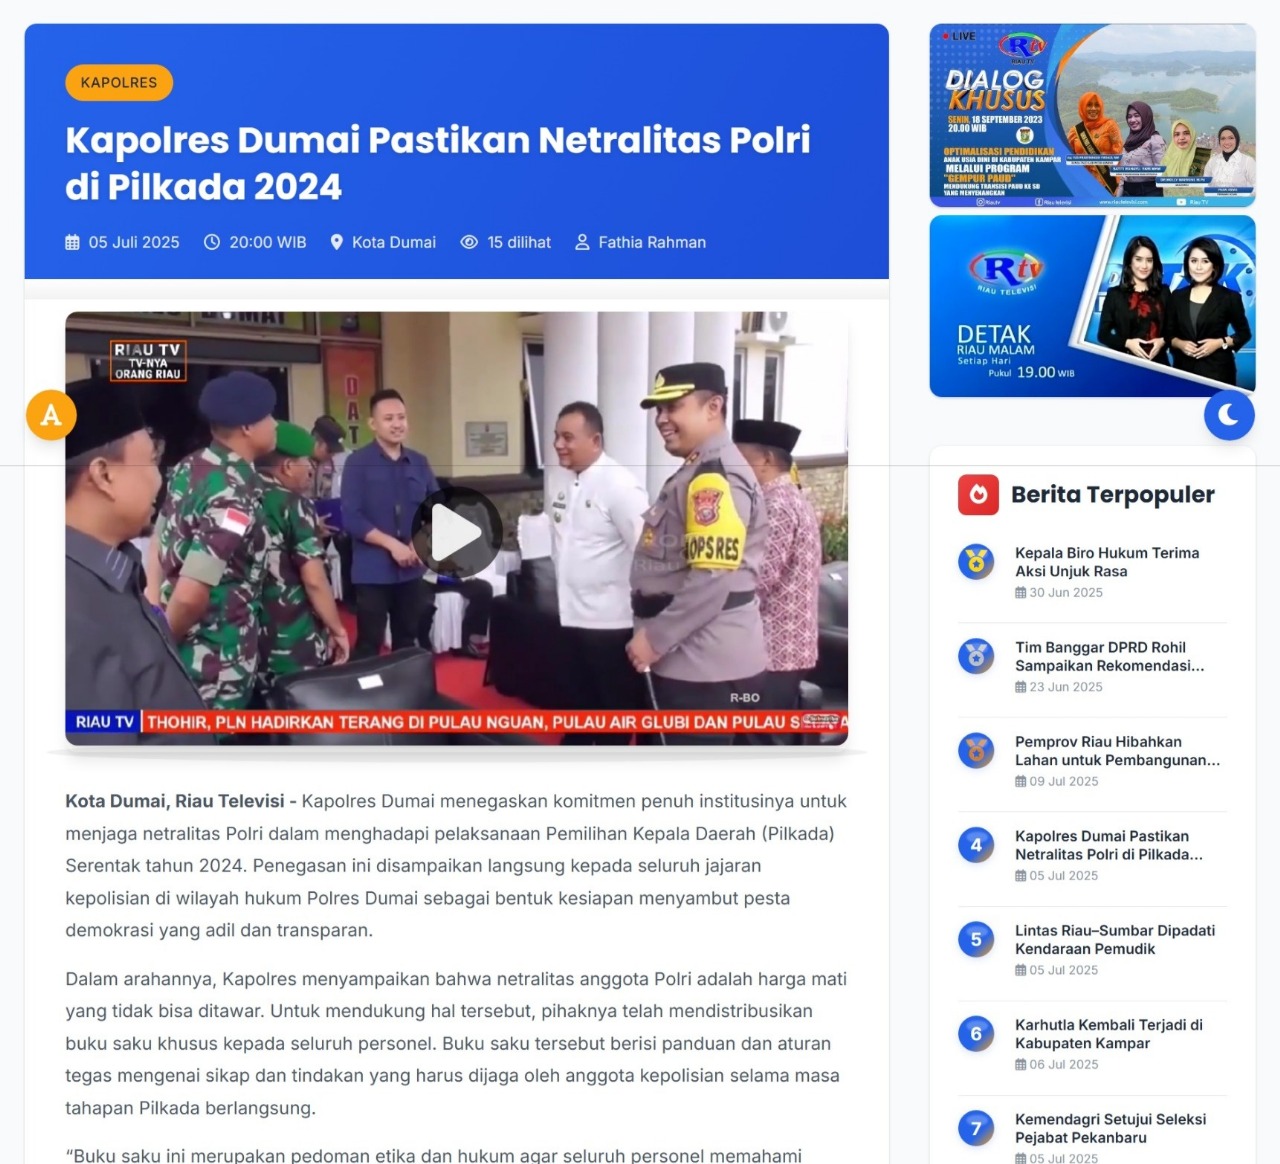 KAPOLRES
Kapolres Dumai Pastikan Netralitas Polri
di Pilkada 2024
05 Juli 2025
20:00 WIB
Kota Dumai
15 dilihat
Fathia Rahman
RIAU TV
TV-NYA
ORANG RIAU
A
DAT
OPSRES
R-BO
RIAU TV
THOHIR, PLN HADIRKAN TERANG DI PULAU NGUAN, PULAU AIR GLUBI DAN PULAU
Kota Dumai, Riau Televisi - Kapolres Dumai menegaskan komitmen penuh institusinya untuk
menjaga netralitas Polri dalam menghadapi pelaksanaan Pemilihan Kepala Daerah (Pilkada)
Serentak tahun 2024. Penegasan ini disampaikan langsung kepada seluruh jajaran
kepolisian di wilayah hukum Polres Dumai sebagai bentuk kesiapan menyambut pesta
demokrasi yang adil dan transparan.
Dalam arahannya, Kapolres menyampaikan bahwa netralitas anggota Polri adalah harga mati
yang tidak bisa ditawar. Untuk mendukung hal tersebut, pihaknya telah mendistribusikan
buku saku khusus kepada seluruh personel. Buku saku tersebut berisi panduan dan aturan
tegas mengenai sikap dan tindakan yang harus dijaga oleh anggota kepolisian selama masa
tahapan Pilkada berlangsung.
“Buku saku ini merupakan pedoman etika dan hukum agar seluruh personel memahami
LIVE
Rtv
RIAU TV
DIALOG
KHUSUS
SENIN, 18 SEPTEMBER 2023
20.00 WIB
OPTIMALISASI PENDIDIKAN
ANAK USIA DINI DI KABUPATEN KAMPAR
MELALUI PROGRAM
"GEMPUR PAUD"
MENDUKUNG TRANSISI PAUD KE SD
YANG MENYENANGKAN
Riautv
Riau televisi
www.riautelevisi.com
Riau TV
Rtv
RIAU TELEVISI
DETAK
RIAU MALAM
Setiap Hari
Pukul 19.00 WIB
Berita Terpopuler
Kepala Biro Hukum Terima
Aksi Unjuk Rasa
30 Jun 2025
Tim Banggar DPRD Rohil
Sampaikan Rekomendasi...
23 Jun 2025
Pemprov Riau Hibahkan
Lahan untuk Pembangunan...
09 Jul 2025
4
Kapolres Dumai Pastikan
Netralitas Polri di Pilkada...
05 Jul 2025
5
Lintas Riau–Sumbar Dipadati
Kendaraan Pemudik
05 Jul 2025
6
Karhutla Kembali Terjadi di
Kabupaten Kampar
06 Jul 2025
7
Kemendagri Setujui Seleksi
Pejabat Pekanbaru
05 Jul 2025